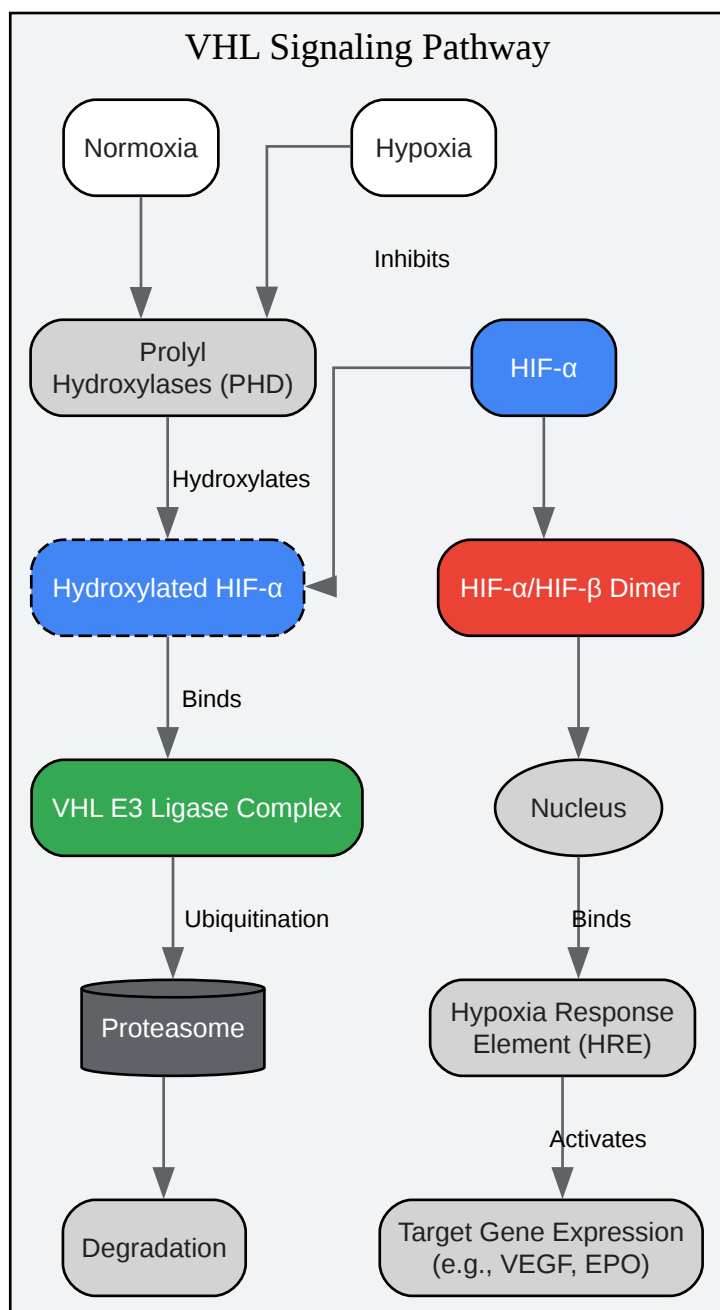 VHL Signaling Pathway
Normoxia
Hypoxia
Inhibits
Prolyl
Hydroxylases (PHD)
HIF-α
Hydroxylates
Hydroxylated HIF-α
HIF-α/HIF-β Dimer
Binds
VHL E3 Ligase Complex
Nucleus
Ubiquitination
Binds
Proteasome
Hypoxia Response
Element (HRE)
Activates
Degradation
Target Gene Expression
(e.g., VEGF, EPO)